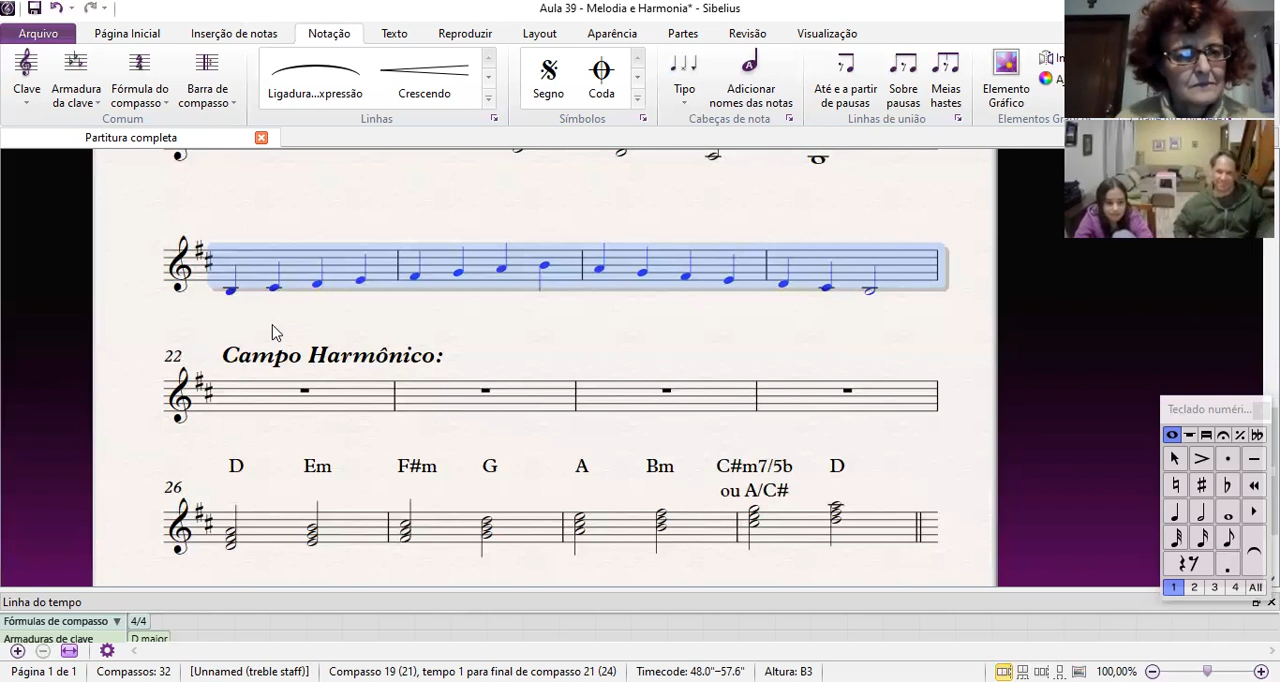 Aula 39 - Melodia e Harmonia* - Sibelius
Arquivo Página Inicial Inserção de notas Notação Texto Reproduzir Layout Aparência Partes Revisão Visualização
Clave Armadura da clave Fórmula do compasso Barra de compasso
Comum
Ligadura...xpressão Crescendo
Linhas
Segno Coda
Símbolos
Tipo Adicionar nomes das notas
Cabeças de nota
Até e a partir de pausas Sobre pausas Meias hastes
Linhas de união
Elemento Gráfico
Partitura completa
22 Campo Harmônico:
D Em F#m G A Bm C#m7/5b D
ou A/C#
26
Teclado numéri...
1 2 3 4 All
Linha do tempo
Fórmulas de compasso 4/4
Armaduras de clave D maior
Página 1 de 1 Compassos: 32 [Unnamed (treble staff)] Compasso 19 (21), tempo 1 para final de compasso 21 (24) Timecode: 48.0"–57.6" Altura: B3 100,00%